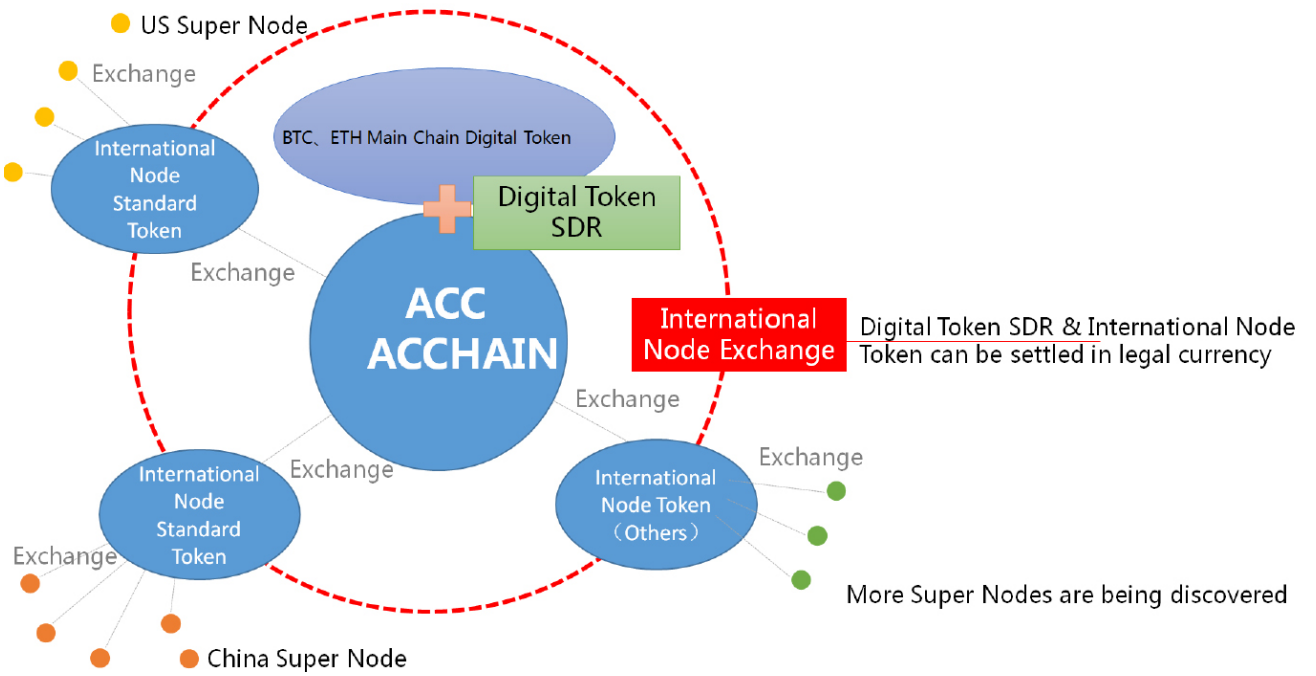 US Super Node
Exchange
BTC、ETH Main Chain Digital Token
International
Node
Standard
Token
Digital Token
SDR
Exchange
ACC
ACCHAIN
International
Node Exchange
Digital Token SDR & International Node
Token can be settled in legal currency
Exchange
Exchange
International
Node
Standard
Token
Exchange
International
Node Token
（Others）
Exchange
More Super Nodes are being discovered
China Super Node